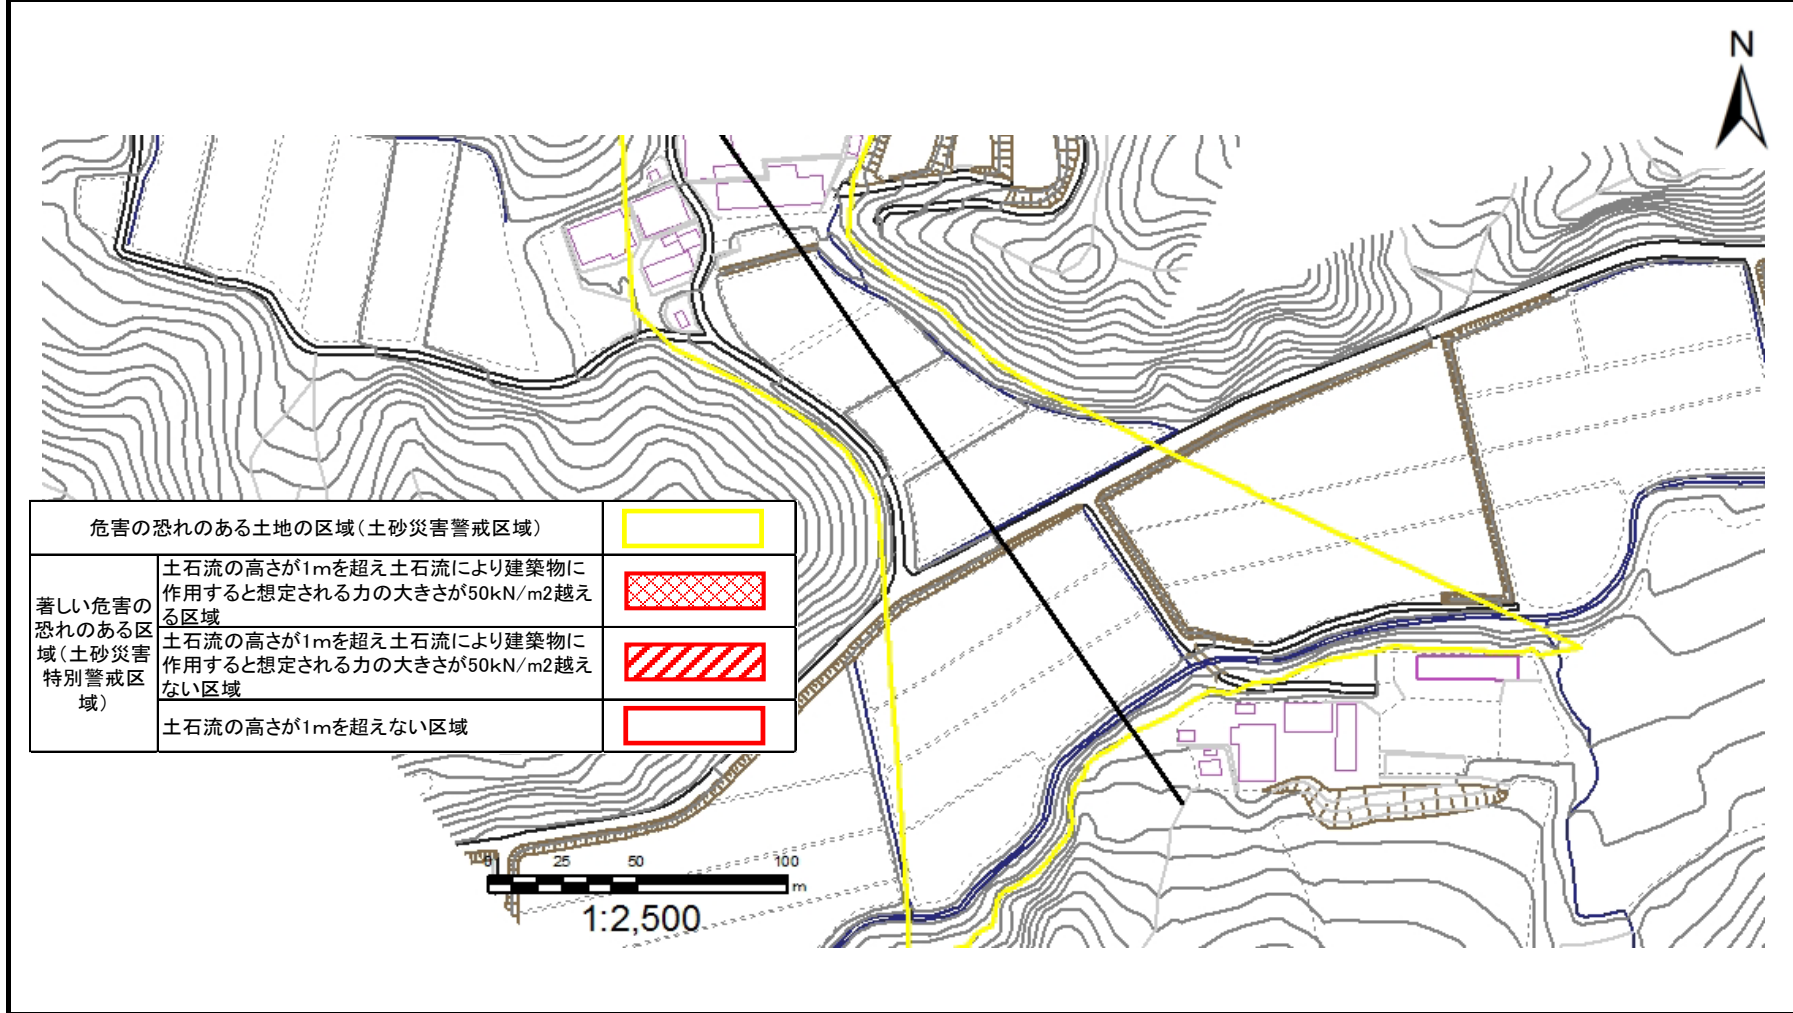 N
危害の恐れのある土地の区域(土砂災害警戒区域)
著しい危害の
恐れのある区
域(土砂災害
特別警戒区
域)
土石流の高さが1mを超え土石流により建築物に
作用すると想定される力の大きさが50kN/m2越え
る区域
土石流の高さが1mを超え土石流により建築物に
作用すると想定される力の大きさが50kN/m2越え
ない区域
土石流の高さが1mを超えない区域
0 25 50 100
m
1:2,500